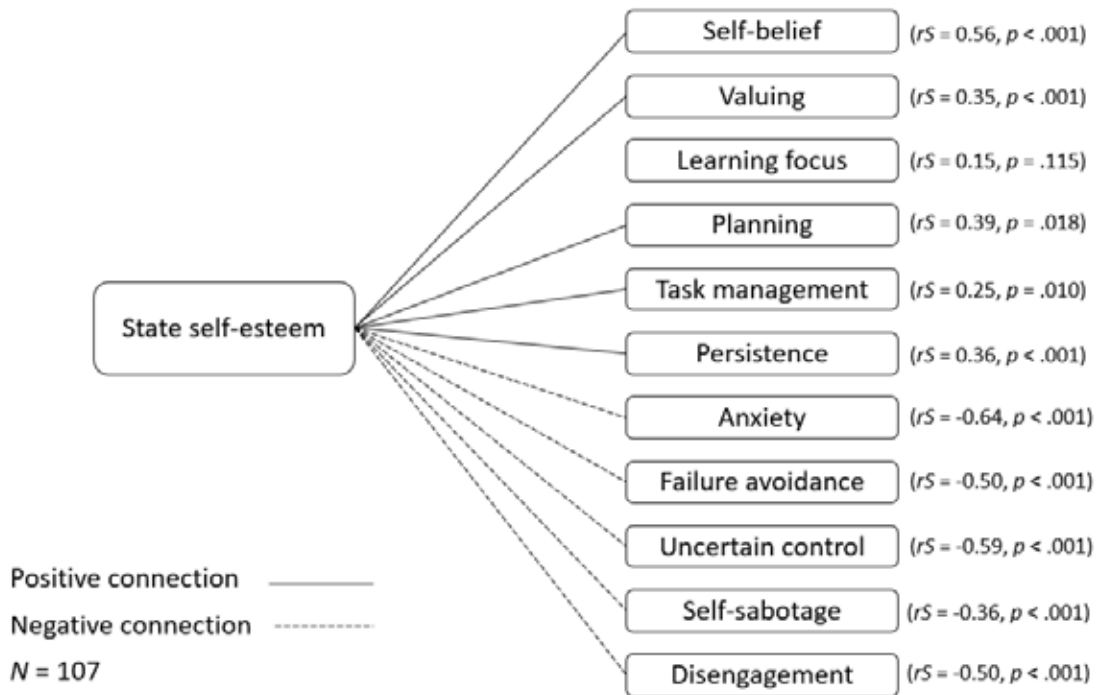 Self-belief (rS = 0.56, p < .001)
Valuing (rS = 0.35, p < .001)
Learning focus (rS = 0.15, p = .115)
Planning (rS = 0.39, p = .018)
Task management (rS = 0.25, p = .010)
State self-esteem
Persistence (rS = 0.36, p < .001)
Anxiety (rS = -0.64, p < .001)
Failure avoidance (rS = -0.50, p < .001)
Uncertain control (rS = -0.59, p < .001)
Self-sabotage (rS = -0.36, p < .001)
Disengagement (rS = -0.50, p < .001)
Positive connection
Negative connection
N = 107